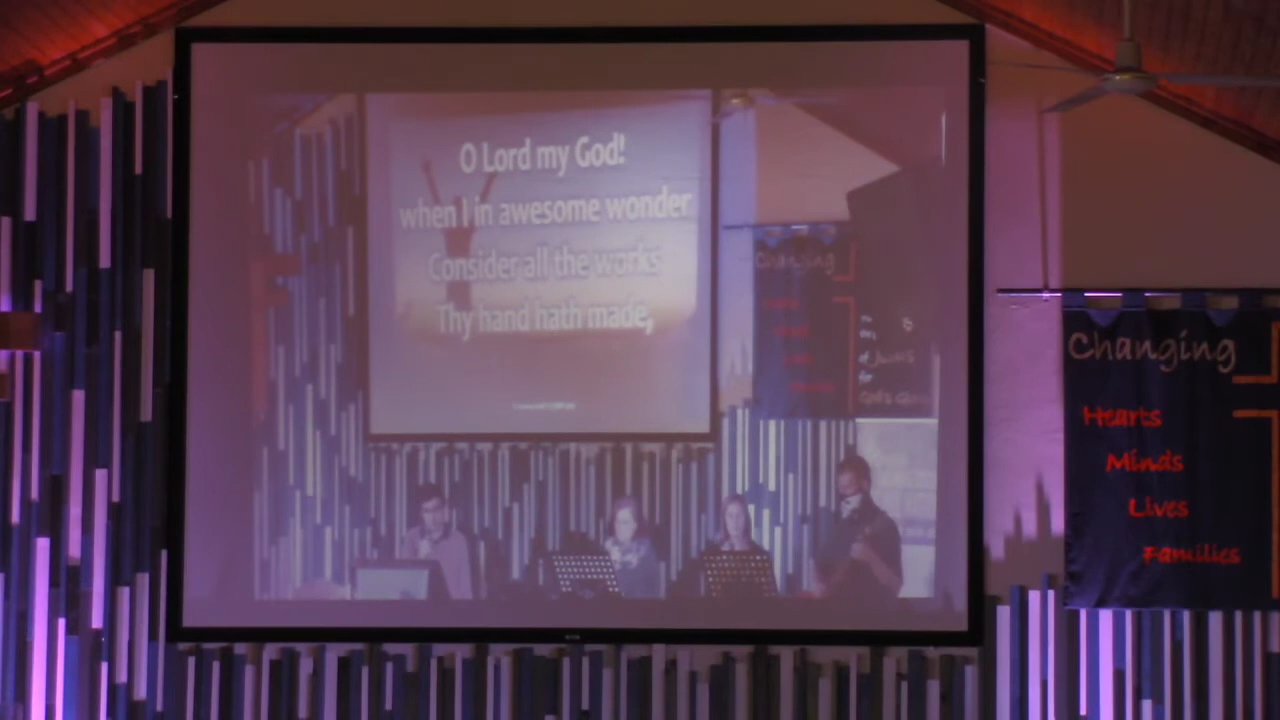 O Lord my God!
when I in awesome wonder
Consider all the works
Thy hand hath made,
Changing
Changing
Hearts
Minds
Lives
Families